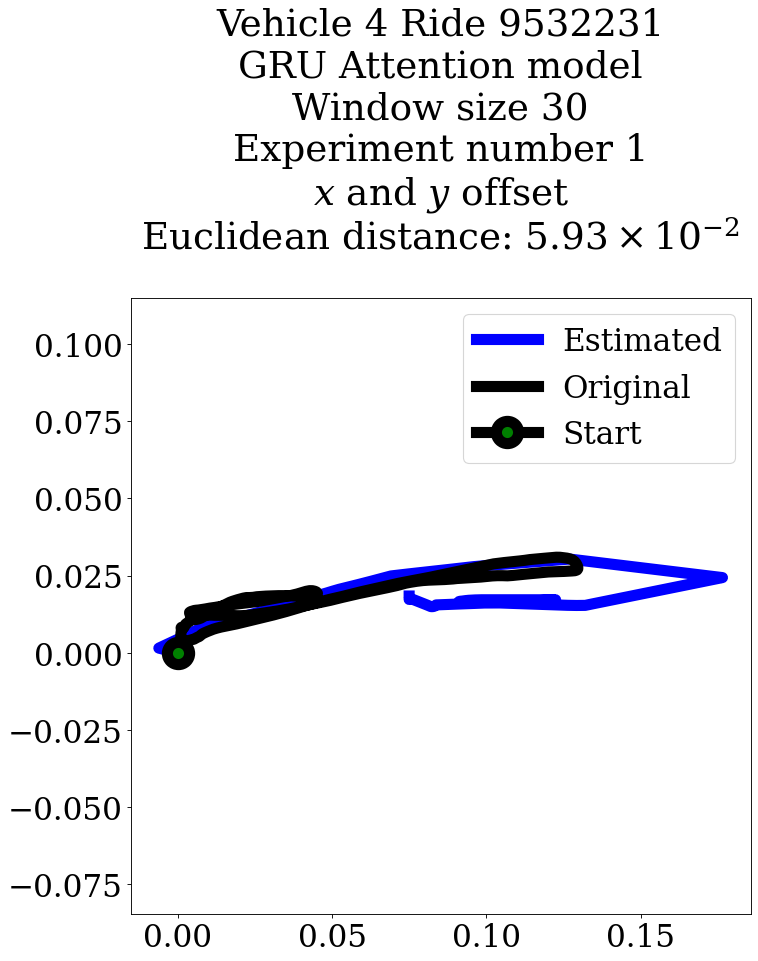 Vehicle 4 Ride 9532231
GRU Attention model
Window size 30
Experiment number 1
x and y offset
Euclidean distance: 5.93 × 10⁻²
Estimated
Original
Start
0.100
0.075
0.050
0.025
0.000
−0.025
−0.050
−0.075
0.00 0.05 0.10 0.15